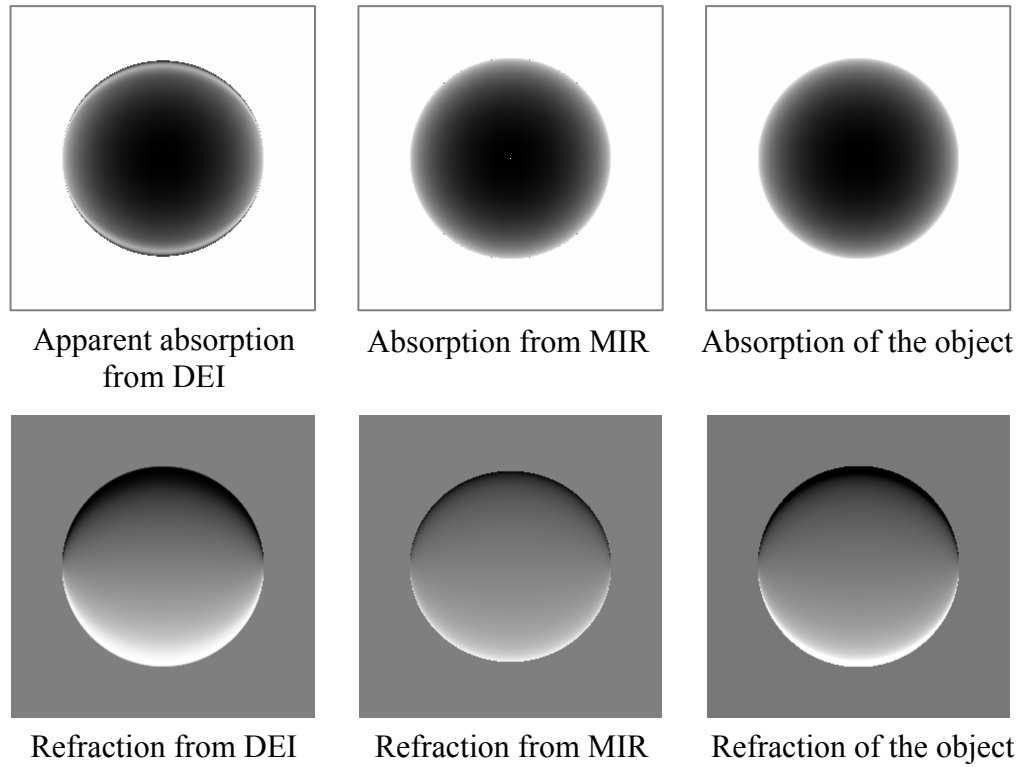 Apparent absorption
from DEI
Absorption from MIR
Absorption of the object
Refraction from DEI
Refraction from MIR
Refraction of the object